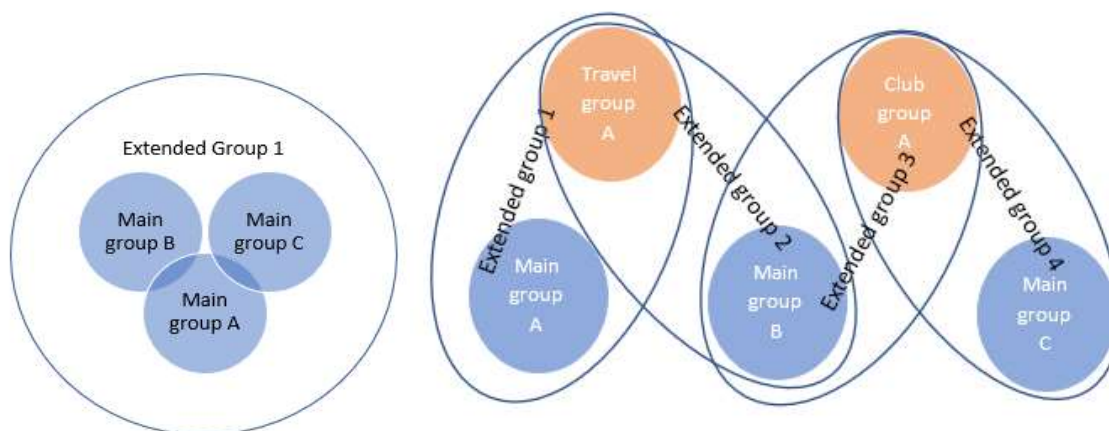 Extended Group 1
Main
group B
Main
group C
Main
group A
Travel
group
A
Club
group
A
Extended group 1
Extended group 2
Extended group 3
Extended group 4
Main
group
A
Main
group
B
Main
group
C